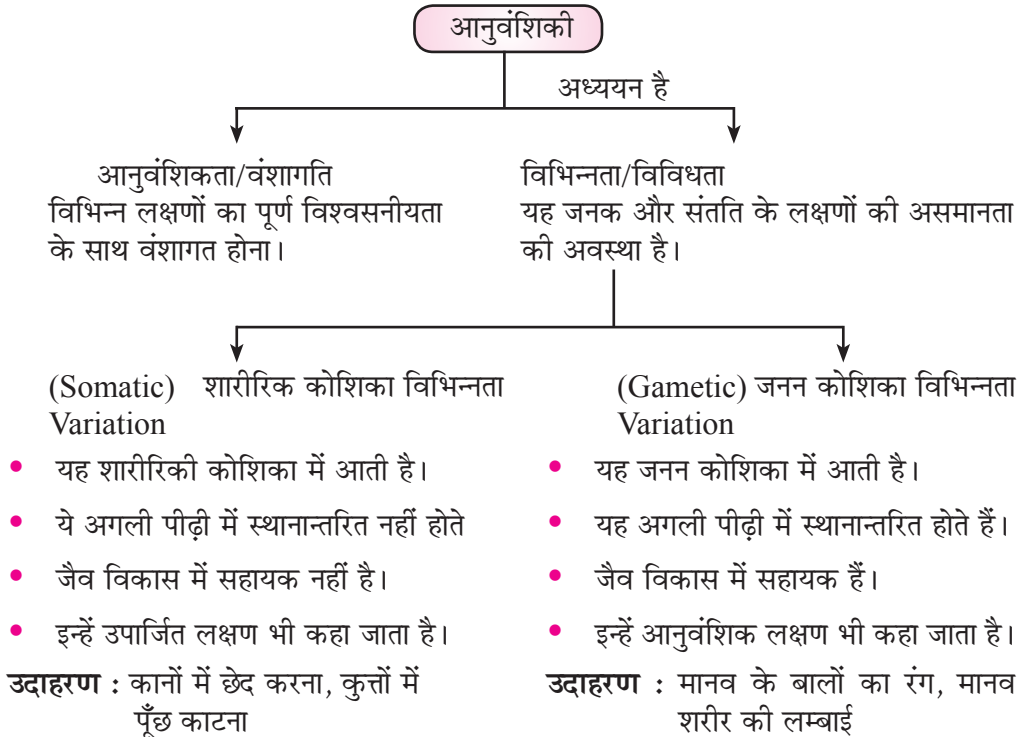 आनुवंशिकी
अध्ययन है
आनुवंशिकता/वंशागति
विभिन्न लक्षणों का पूर्ण विश्वसनीयता
के साथ वंशागत होना।
विभिन्नता/विविधता
यह जनक और संतति के लक्षणों की असमानता
की अवस्था है।
(Somatic) शारीरिक कोशिका विभिन्नता
Variation
• यह शारीरिकी कोशिका में आती है।
• ये अगली पीढ़ी में स्थानान्तरित नहीं होते
• जैव विकास में सहायक नहीं है।
• इन्हें उपार्जित लक्षण भी कहा जाता है।
उदाहरण : कानों में छेद करना, कुत्तों में
पूँछ काटना
(Gametic) जनन कोशिका विभिन्नता
Variation
• यह जनन कोशिका में आती है।
• यह अगली पीढ़ी में स्थानान्तरित होते हैं।
• जैव विकास में सहायक हैं।
• इन्हें आनुवंशिक लक्षण भी कहा जाता है।
उदाहरण : मानव के बालों का रंग, मानव
शरीर की लम्बाई